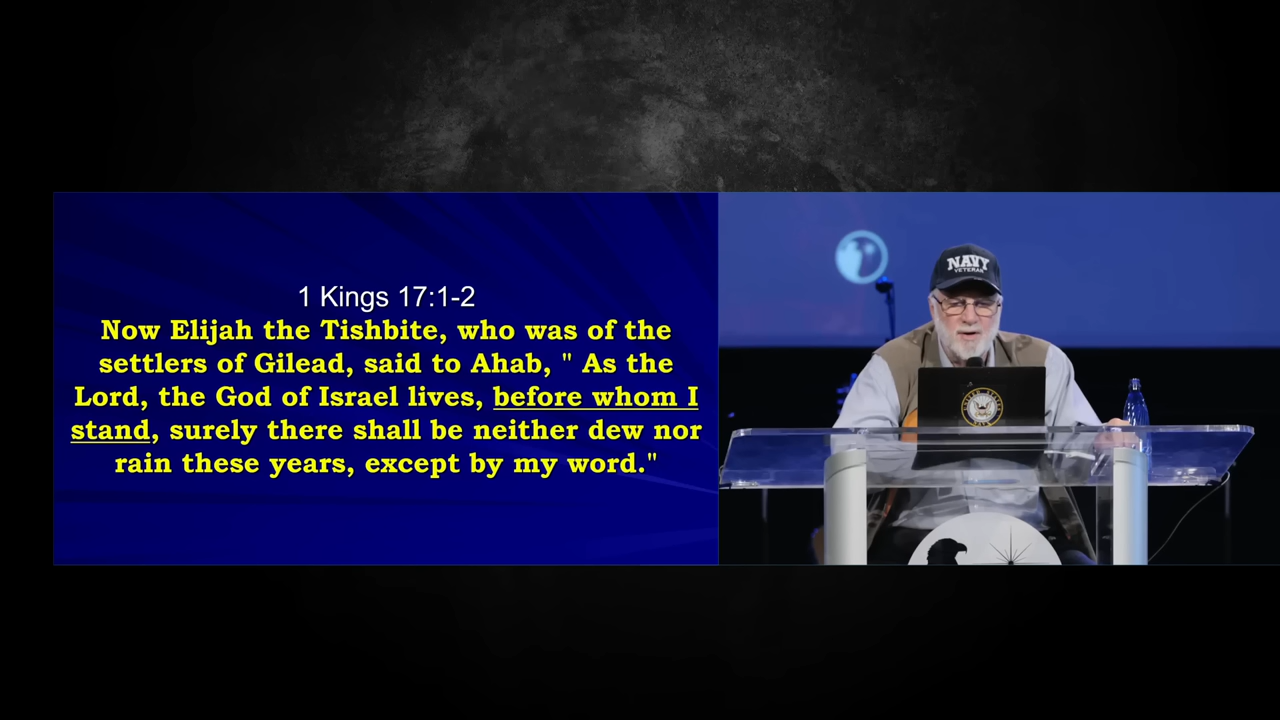 1 Kings 17:1-2
Now Elijah the Tishbite, who was of the
settlers of Gilead, said to Ahab, " As the
Lord, the God of Israel lives, before whom I
stand, surely there shall be neither dew nor
rain these years, except by my word."
NAVY
VETERAN